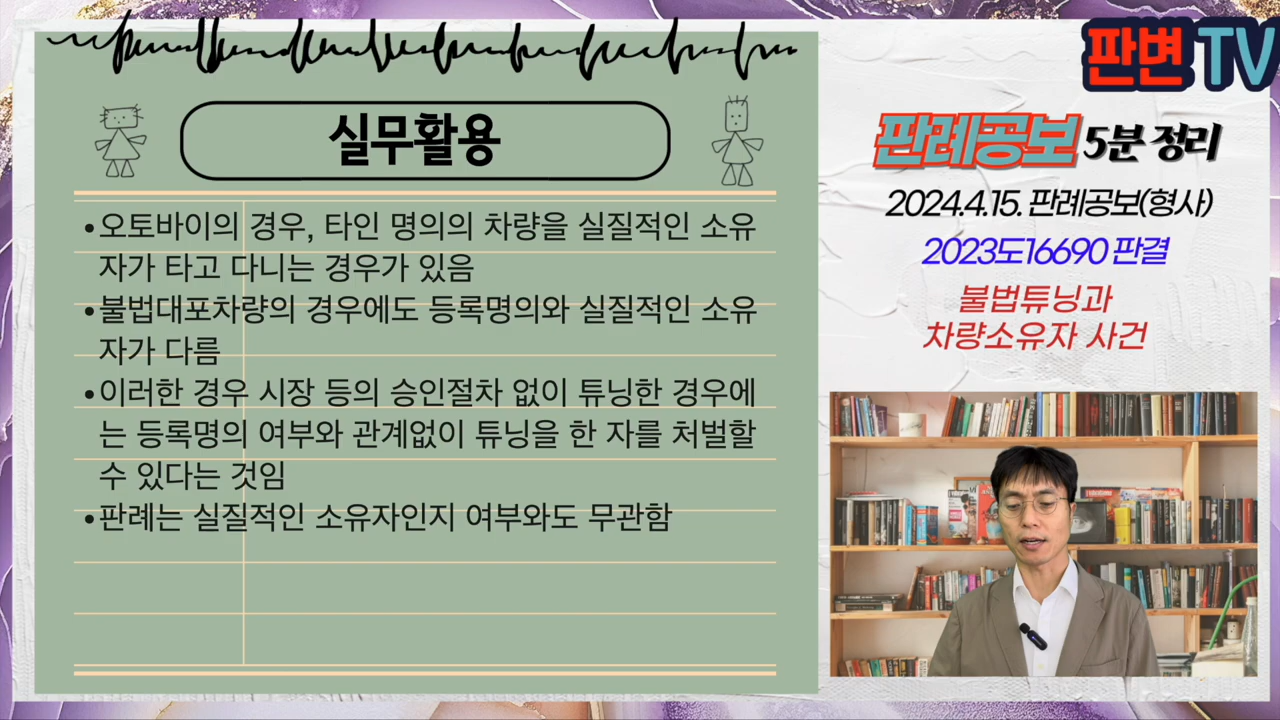 판변 TV
실무활용
•오토바이의 경우, 타인 명의의 차량을 실질적인 소유
자가 타고 다니는 경우가 있음
•불법대포차량의 경우에도 등록명의와 실질적인 소유
자가 다름
•이러한 경우 시장 등의 승인절차 없이 튜닝한 경우에
는 등록명의 여부와 관계없이 튜닝을 한 자를 처벌할
수 있다는 것임
•판례는 실질적인 소유자인지 여부와도 무관함
판례공보 5분 정리
2024.4.15. 판례공보(형사)
2023도16690 판결
불법튜닝과
차량소유자 사건